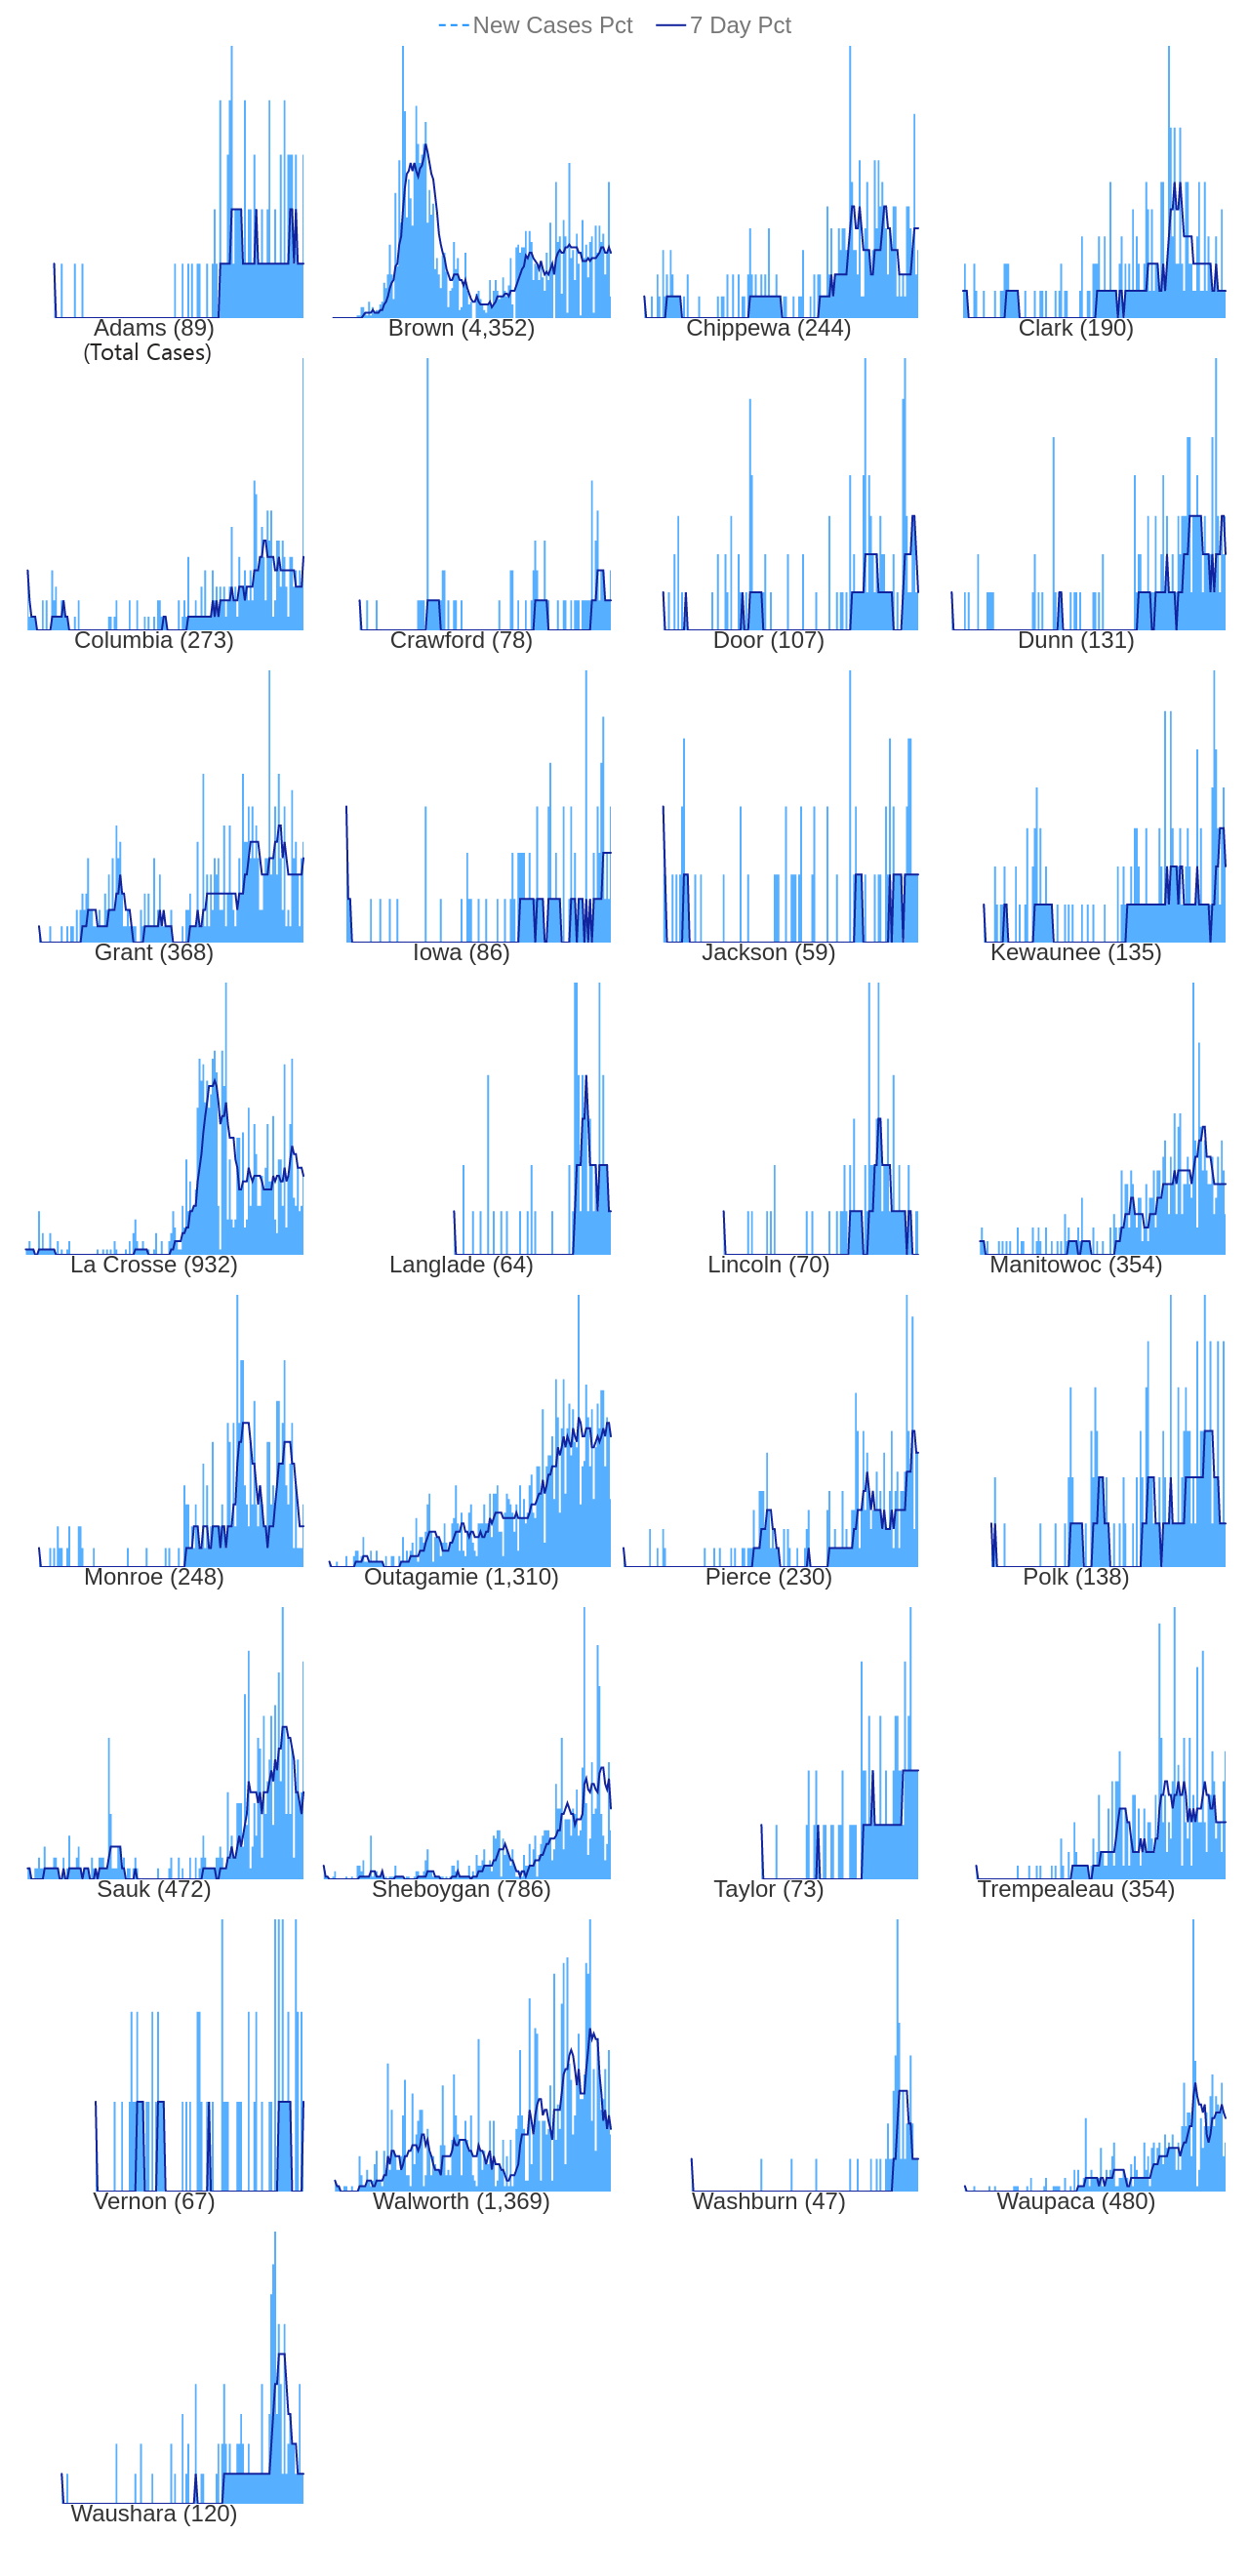 New Cases Pct 7 Day Pct
Adams (89) Brown (4,352) Chippewa (244) Clark (190)
(Total Cases)
Columbia (273) Crawford (78) Door (107) Dunn (131)
Grant (368) Iowa (86) Jackson (59) Kewaunee (135)
La Crosse (932) Langlade (64) Lincoln (70) Manitowoc (354)
Monroe (248) Outagamie (1,310) Pierce (230) Polk (138)
Sauk (472) Sheboygan (786) Taylor (73) Trempealeau (354)
Vernon (67) Walworth (1,369) Washburn (47) Waupaca (480)
Waushara (120)